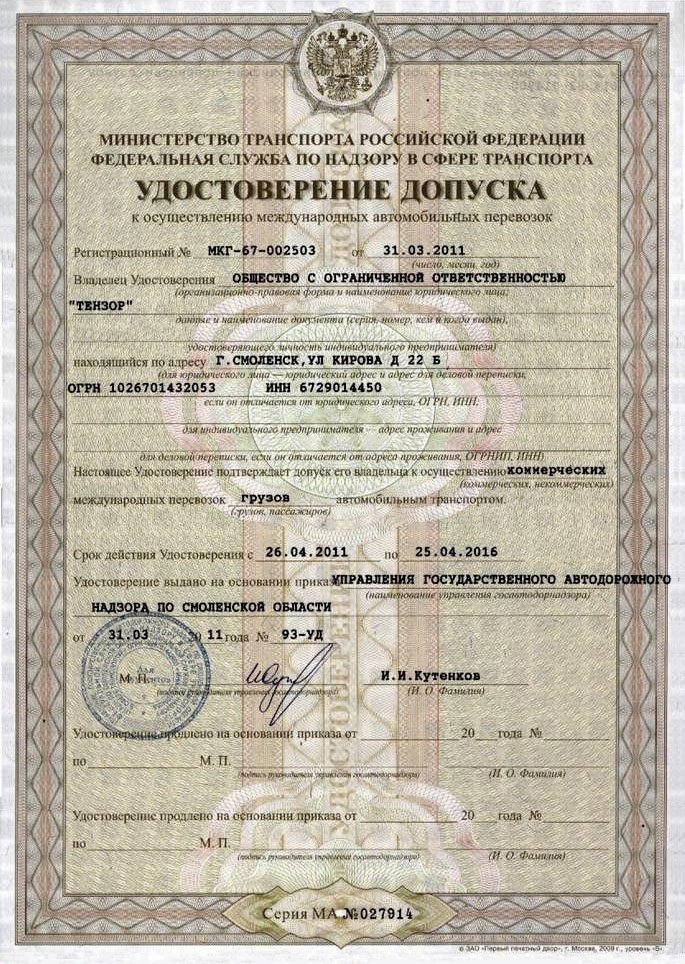 МИНИСТЕРСТВО ТРАНСПОРТА РОССИЙСКОЙ ФЕДЕРАЦИИ
ФЕДЕРАЛЬНАЯ СЛУЖБА ПО НАДЗОРУ В СФЕРЕ ТРАНСПОРТА
УДОСТОВЕРЕНИЕ ДОПУСКА
к осуществлению международных автомобильных перевозок
Регистрационный № МКГ-67-002503 от 31.03.2011
(число, месяц, год)
Владелец Удостоверения ОБЩЕСТВО С ОГРАНИЧЕННОЙ ОТВЕТСТВЕННОСТЬЮ
(организационно-правовая форма и наименование юридического лица;
"ТЕНЗОР"
данные и наименование документа (серия, номер, кем и когда выдан),
удостоверяющего личность индивидуального предпринимателя)
находящийся по адресу Г.СМОЛЕНСК,УЛ КИРОВА Д 22 Б
(для юридического лица — юридический адрес и адрес для деловой переписки,
ОГРН 1026701432053 ИНН 6729014450
если он отличается от юридического адреса, ОГРН, ИНН;
для индивидуального предпринимателя — адрес проживания и адрес
для деловой переписки, если он отличается от адреса проживания, ОГРНИП, ИНН)
Настоящее Удостоверение подтверждает допуск его владельца к осуществлению коммерческих
(коммерческих, некоммерческих)
международных перевозок грузов автомобильным транспортом.
(грузов, пассажиров)
Срок действия Удостоверения с 26.04.2011 по 25.04.2016
Удостоверение выдано на основании приказа УПРАВЛЕНИЯ ГОСУДАРСТВЕННОГО АВТОДОРОЖНОГО
(наименование управления госавтодорнадзора)
НАДЗОРА ПО СМОЛЕНСКОЙ ОБЛАСТИ
от 31.03 20 11 года № 93-УД
М. П. И.И.Кутенков
(подпись руководителя управления госавтодорнадзора) (И. О. Фамилия)
Удостоверение продлено на основании приказа от 20 года №
по М. П.
(подпись руководителя управления госавтодорнадзора) (И. О. Фамилия)
Удостоверение продлено на основании приказа от 20 года №
по М. П.
(подпись руководителя управления госавтодорнадзора) (И. О. Фамилия)
Серия МА №027914
© ЗАО «Первый печатный двор», г. Москва, 2009 г., уровень «В»